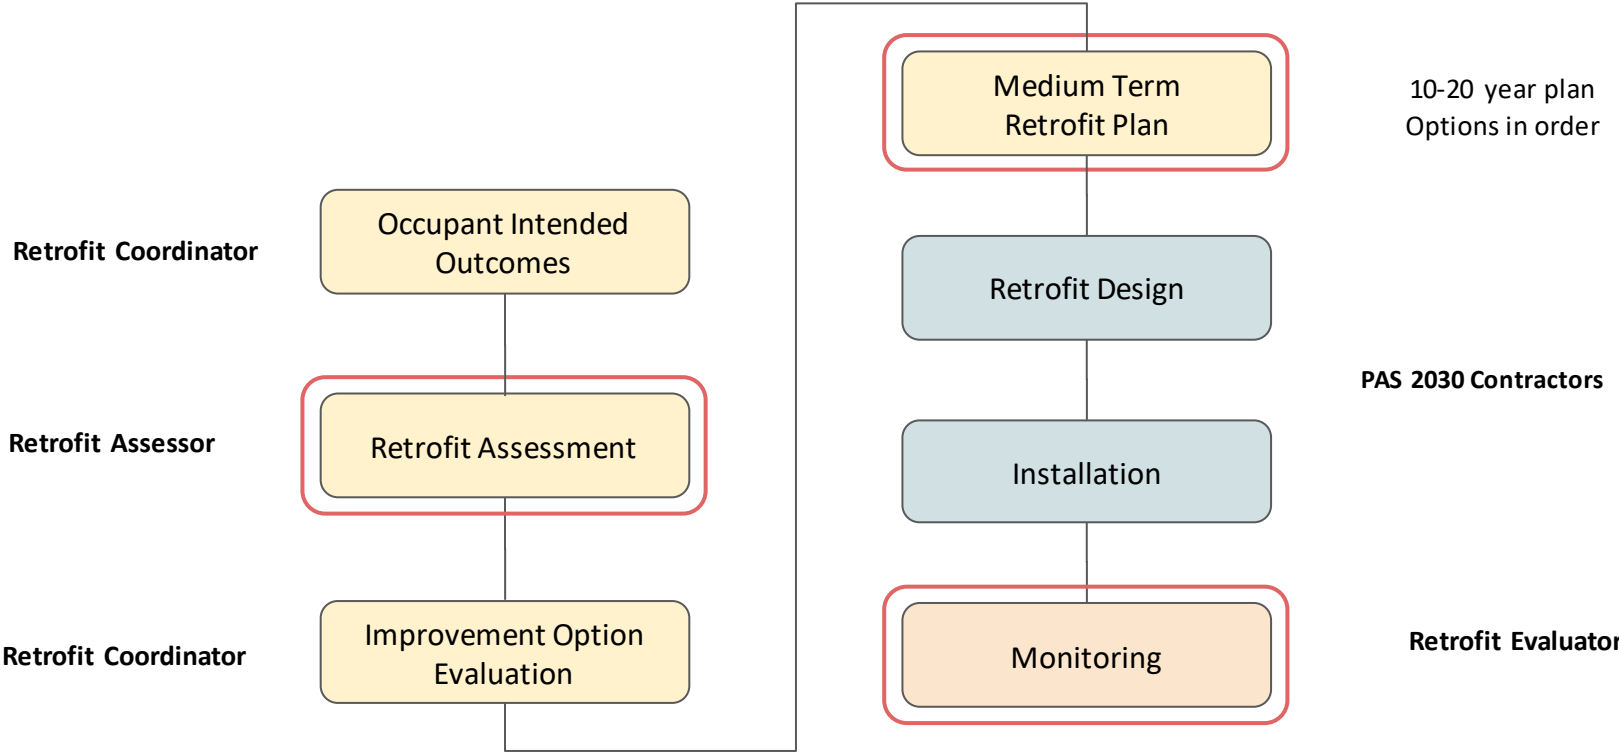 Retrofit Coordinator
Occupant Intended
Outcomes
Retrofit Assessor
Retrofit Assessment
Retrofit Coordinator
Improvement Option
Evaluation
Medium Term
Retrofit Plan
10-20 year plan
Options in order
Retrofit Design
PAS 2030 Contractors
Installation
Monitoring
Retrofit Evaluator